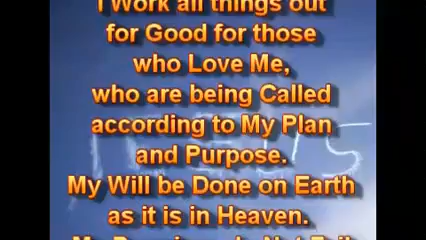 I Work all things out
for Good for those
who Love Me,
who are being Called
according to My Plan
and Purpose.
My Will be Done on Earth
as it is in Heaven.
JESUS